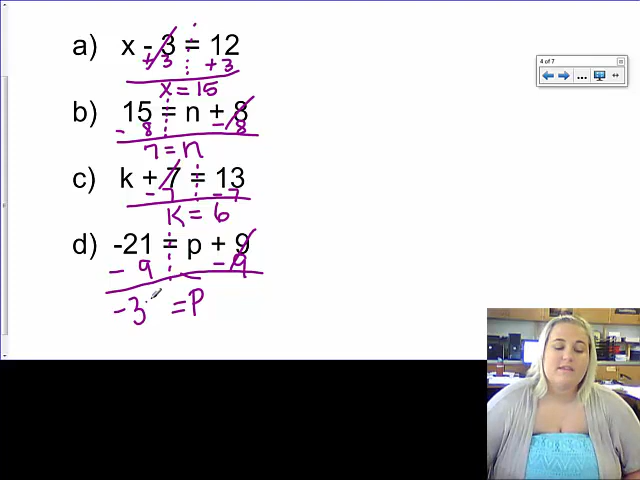 a) x - 3 = 12
+3 +3
x = 15
b) 15 = n + 8
- 8 - 8
7 = n
c) k + 7 = 13
- 7 - 7
K = 6
d) -21 = p + 9
- 9 - 9
-3 = P
4 of 7
...